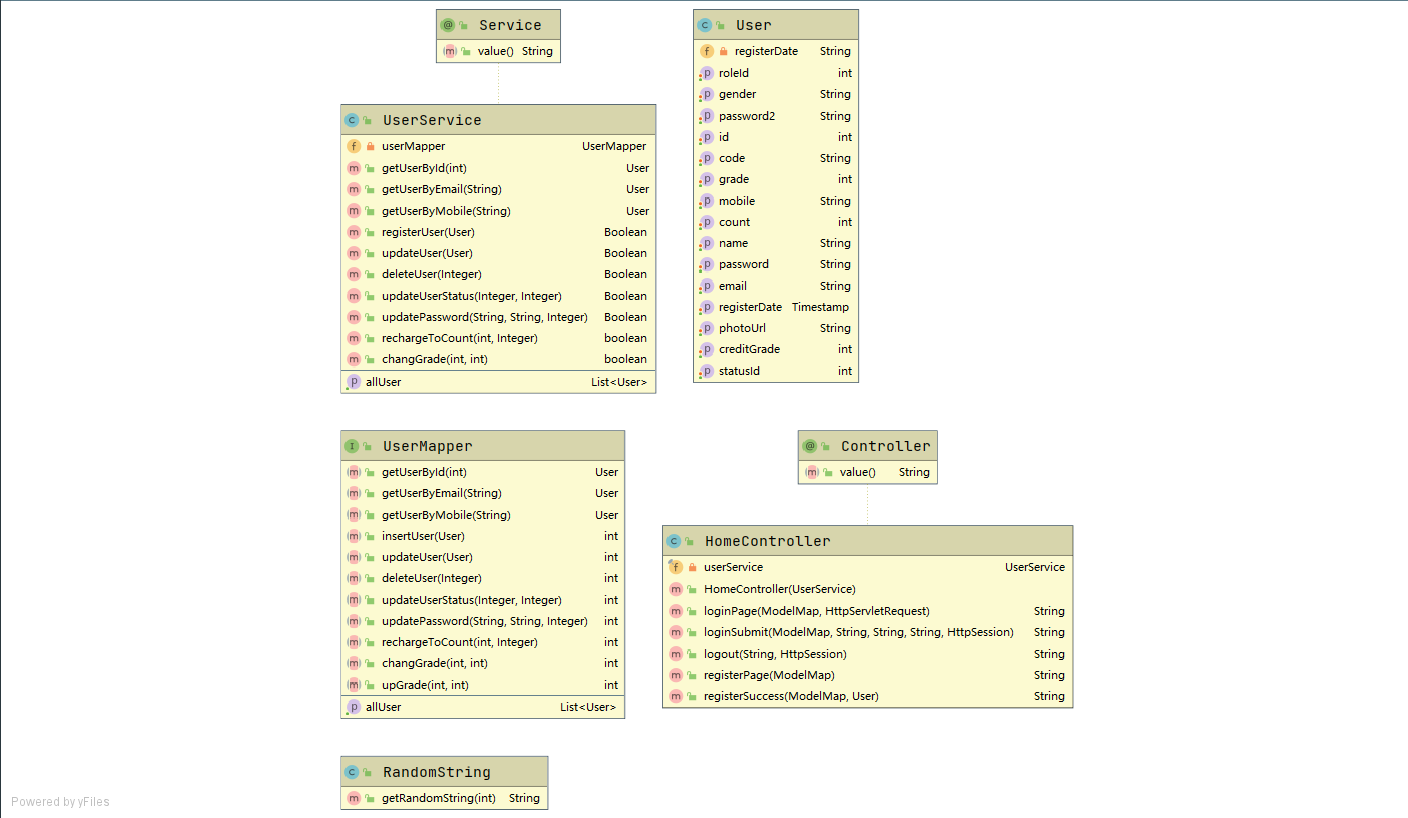 Service
value() String
UserService
userMapper UserMapper
getUserById(int) User
getUserByEmail(String) User
getUserByMobile(String) User
registerUser(User) Boolean
updateUser(User) Boolean
deleteUser(Integer) Boolean
updateUserStatus(Integer, Integer) Boolean
updatePassword(String, String, Integer) Boolean
rechargeToCount(int, Integer) boolean
changGrade(int, int) boolean
allUser List<User>
User
registerDate String
roleId int
gender String
password2 String
id int
code String
grade int
mobile String
count int
name String
password String
email String
registerDate Timestamp
photoUrl String
creditGrade int
statusId int
UserMapper
getUserById(int) User
getUserByEmail(String) User
getUserByMobile(String) User
insertUser(User) int
updateUser(User) int
deleteUser(Integer) int
updateUserStatus(Integer, Integer) int
updatePassword(String, String, Integer) int
rechargeToCount(int, Integer) int
changGrade(int, int) int
upGrade(int, int) int
allUser List<User>
Controller
value() String
HomeController
userService UserService
HomeController(UserService)
loginPage(ModelMap, HttpServletRequest) String
loginSubmit(ModelMap, String, String, String, HttpSession) String
logout(String, HttpSession) String
registerPage(ModelMap) String
registerSuccess(ModelMap, User) String
RandomString
getRandomString(int) String
Powered by yFiles